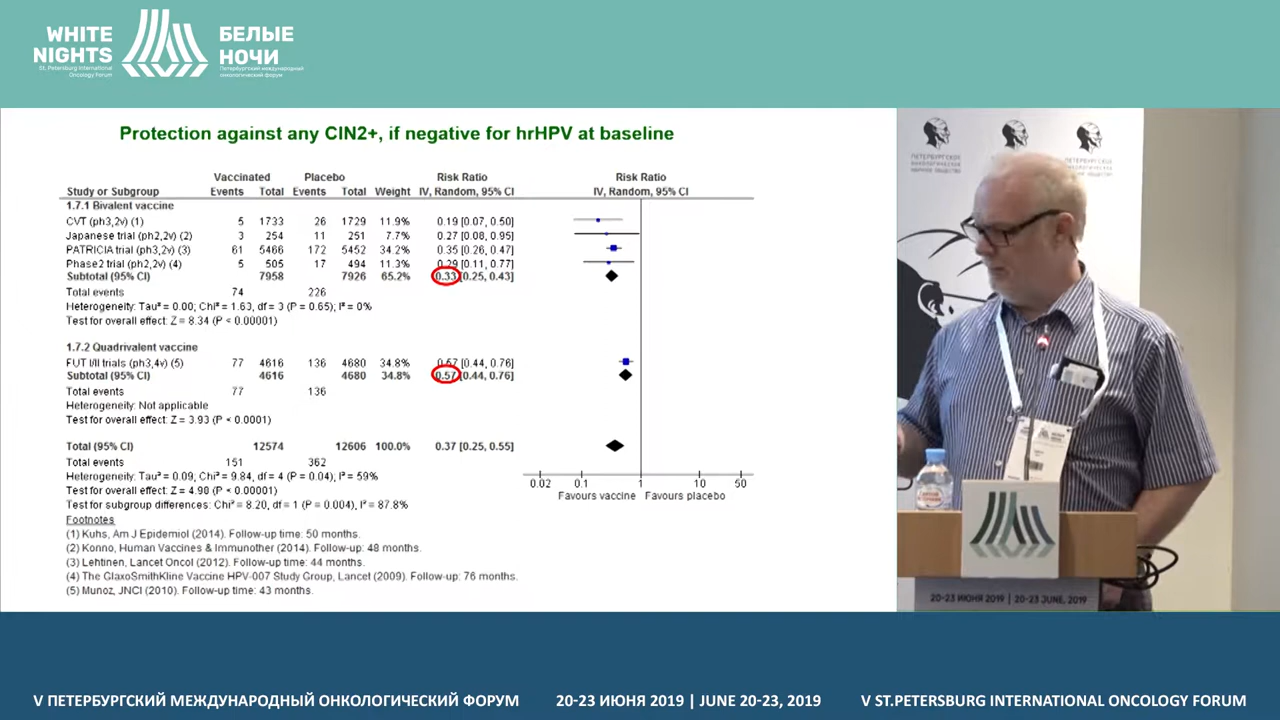 WHITE
NIGHTS
St. Petersburg International
Oncology Forum
БЕЛЫЕ
НОЧИ
Петербургский международный
онкологический форум
Protection against any CIN2+, if negative for hrHPV at baseline
Vaccinated Placebo Risk Ratio Risk Ratio
Study or Subgroup Events Total Events Total Weight IV, Random, 95% CI IV, Random, 95% CI
1.7.1 Bivalent vaccine
CVT (ph3,2v) (1) 5 1733 26 1729 11.9% 0.19 [0.07, 0.50]
Japanese trial (ph2,2v) (2) 3 254 11 251 7.7% 0.27 [0.08, 0.95]
PATRICIA trial (ph3,2v) (3) 61 5466 172 5452 34.2% 0.35 [0.26, 0.47]
Phase2 trial (ph2,2v) (4) 5 505 17 494 11.3% 0.29 [0.11, 0.77]
Subtotal (95% CI) 7958 7926 65.2% 0.33 [0.25, 0.43]
Total events 74 226
Heterogeneity: Tau² = 0.00; Chi² = 1.63, df = 3 (P = 0.65); I² = 0%
Test for overall effect: Z = 8.34 (P < 0.00001)
1.7.2 Quadrivalent vaccine
FUT I/II trials (ph3,4v) (5) 77 4616 136 4680 34.8% 0.57 [0.44, 0.76]
Subtotal (95% CI) 4616 4680 34.8% 0.57 [0.44, 0.76]
Total events 77 136
Heterogeneity: Not applicable
Test for overall effect: Z = 3.93 (P < 0.0001)
Total (95% CI) 12574 12606 100.0% 0.37 [0.25, 0.55]
Total events 151 362
Heterogeneity: Tau² = 0.09, Chi² = 9.84, df = 4 (P = 0.04); I² = 59%
Test for overall effect: Z = 4.90 (P < 0.00001)
Test for subgroup differences: Chi² = 8.20, df = 1 (P = 0.004), I² = 87.8%
0.02 0.1 1 10 50
Favours vaccine Favours placebo
Footnotes
(1) Kuhs, Am J Epidemiol (2014). Follow-up time: 50 months.
(2) Konno, Human Vaccines & Immunother (2014). Follow-up: 48 months.
(3) Lehtinen, Lancet Oncol (2012). Follow-up time: 44 months.
(4) The GlaxoSmithKline Vaccine HPV-007 Study Group, Lancet (2009). Follow-up: 76 months.
(5) Munoz, JNCI (2010). Follow-up time: 43 months.
20-23 ИЮНЯ 2019 | 20-23 JUNE, 2019
V ПЕТЕРБУРГСКИЙ МЕЖДУНАРОДНЫЙ ОНКОЛОГИЧЕСКИЙ ФОРУМ 20-23 ИЮНЯ 2019 | JUNE 20-23, 2019 V ST.PETERSBURG INTERNATIONAL ONCOLOGY FORUM